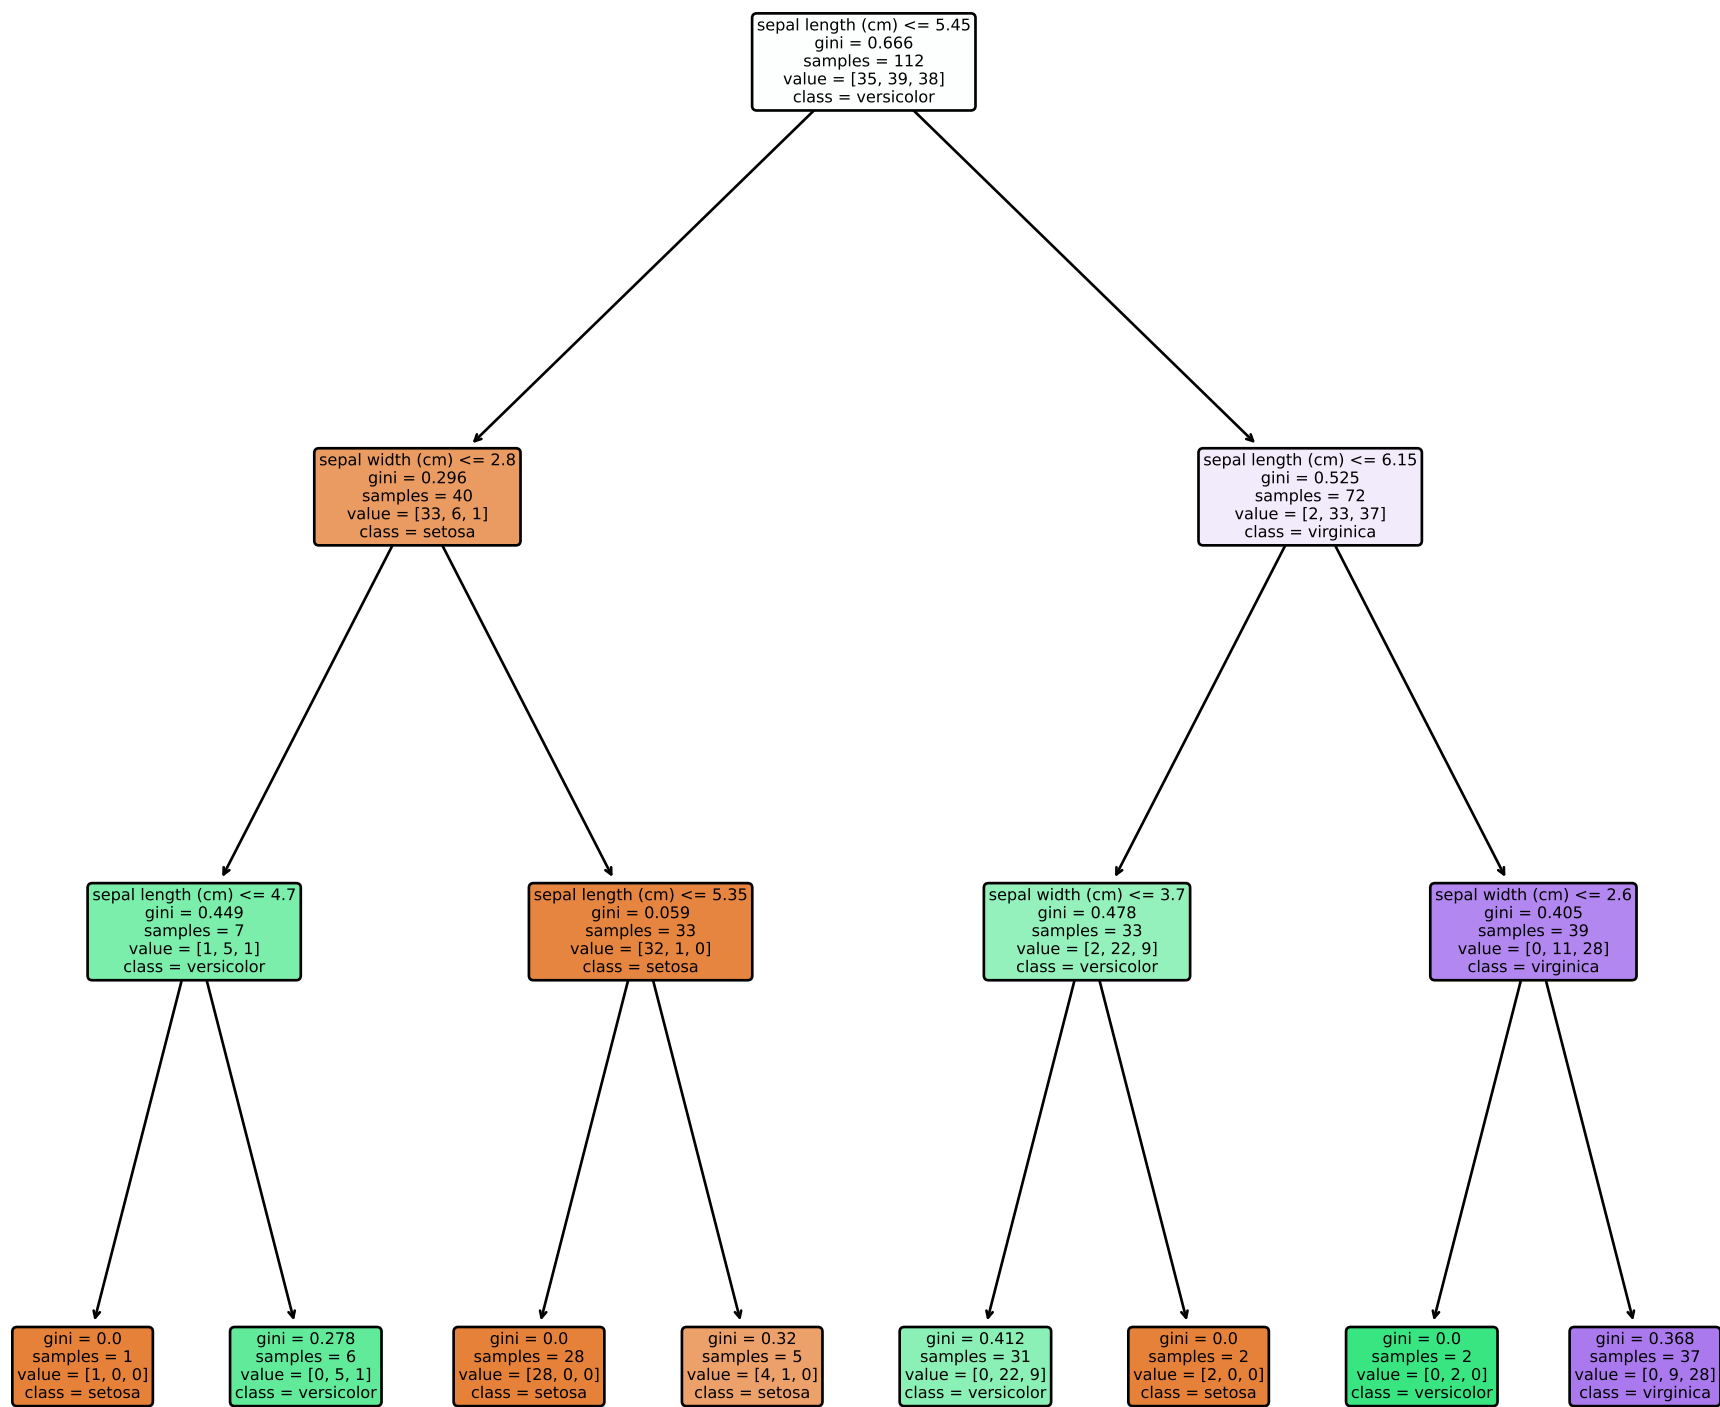 sepal length (cm) <= 5.45
gini = 0.666
samples = 112
value = [35, 39, 38]
class = versicolor
sepal width (cm) <= 2.8
gini = 0.296
samples = 40
value = [33, 6, 1]
class = setosa
sepal length (cm) <= 6.15
gini = 0.525
samples = 72
value = [2, 33, 37]
class = virginica
sepal length (cm) <= 4.7
gini = 0.449
samples = 7
value = [1, 5, 1]
class = versicolor
sepal length (cm) <= 5.35
gini = 0.059
samples = 33
value = [32, 1, 0]
class = setosa
sepal width (cm) <= 3.7
gini = 0.478
samples = 33
value = [2, 22, 9]
class = versicolor
sepal width (cm) <= 2.6
gini = 0.405
samples = 39
value = [0, 11, 28]
class = virginica
gini = 0.0
samples = 1
value = [1, 0, 0]
class = setosa
gini = 0.278
samples = 6
value = [0, 5, 1]
class = versicolor
gini = 0.0
samples = 28
value = [28, 0, 0]
class = setosa
gini = 0.32
samples = 5
value = [4, 1, 0]
class = setosa
gini = 0.412
samples = 31
value = [0, 22, 9]
class = versicolor
gini = 0.0
samples = 2
value = [2, 0, 0]
class = setosa
gini = 0.0
samples = 2
value = [0, 2, 0]
class = versicolor
gini = 0.368
samples = 37
value = [0, 9, 28]
class = virginica